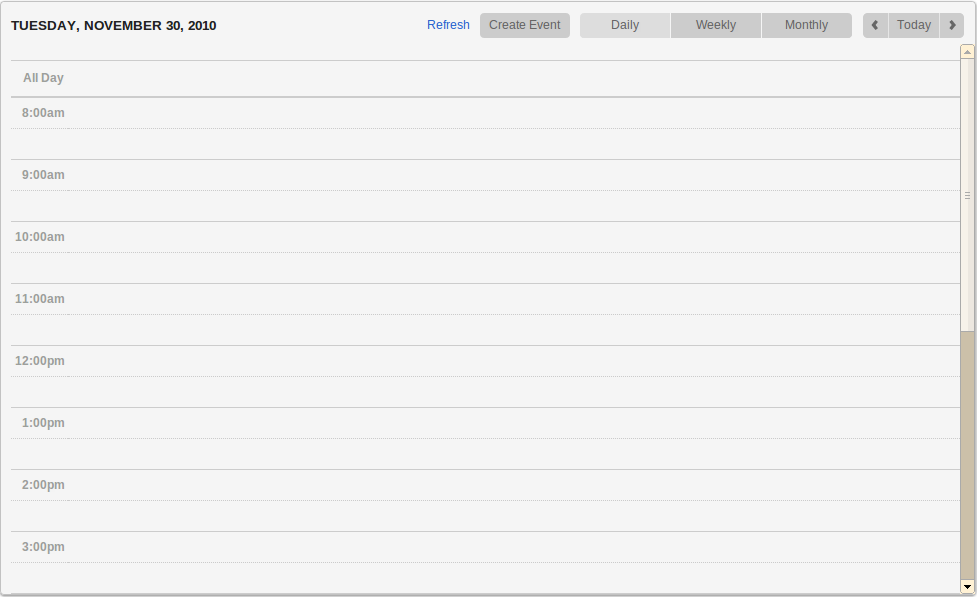 TUESDAY, NOVEMBER 30, 2010 Refresh Create Event Daily Weekly Monthly Today
All Day
8:00am
9:00am
10:00am
11:00am
12:00pm
1:00pm
2:00pm
3:00pm